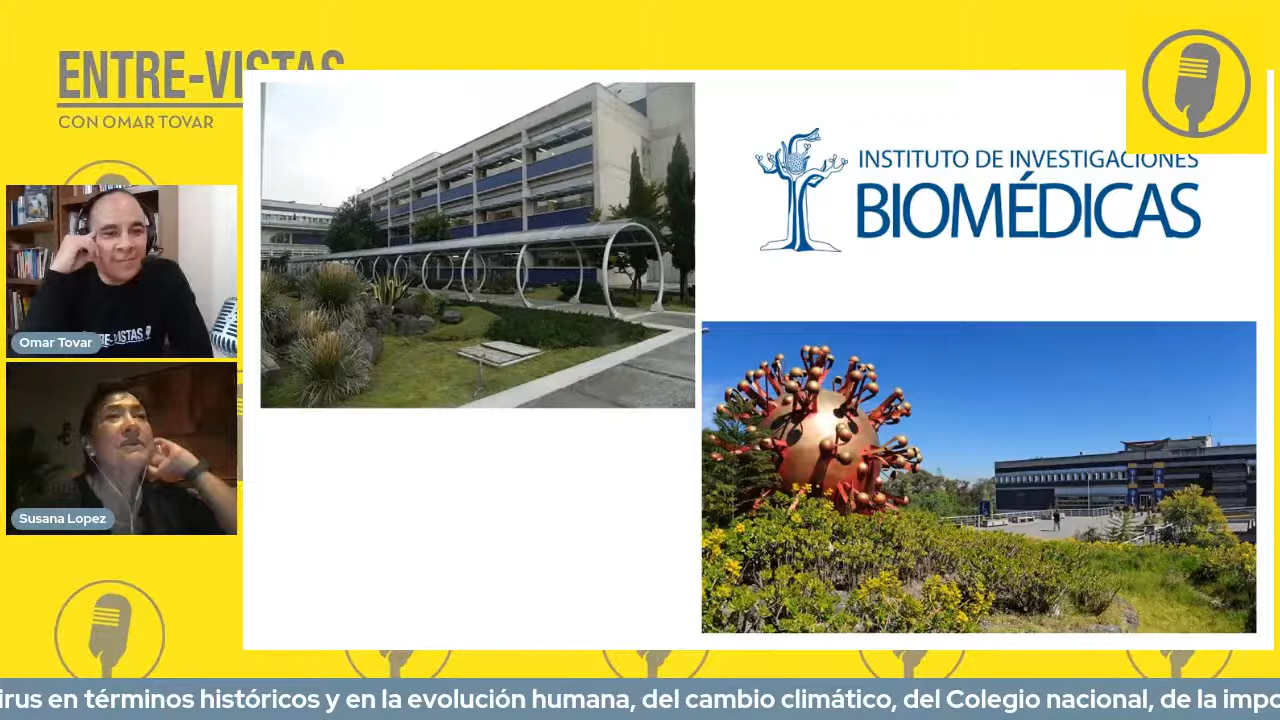 ENTRE-VISTAS
CON OMAR TOVAR
INSTITUTO DE INVESTIGACIONES
BIOMÉDICAS
Omar Tovar
Susana Lopez
irus en términos históricos y en la evolución humana, del cambio climático, del Colegio nacional, de la impo